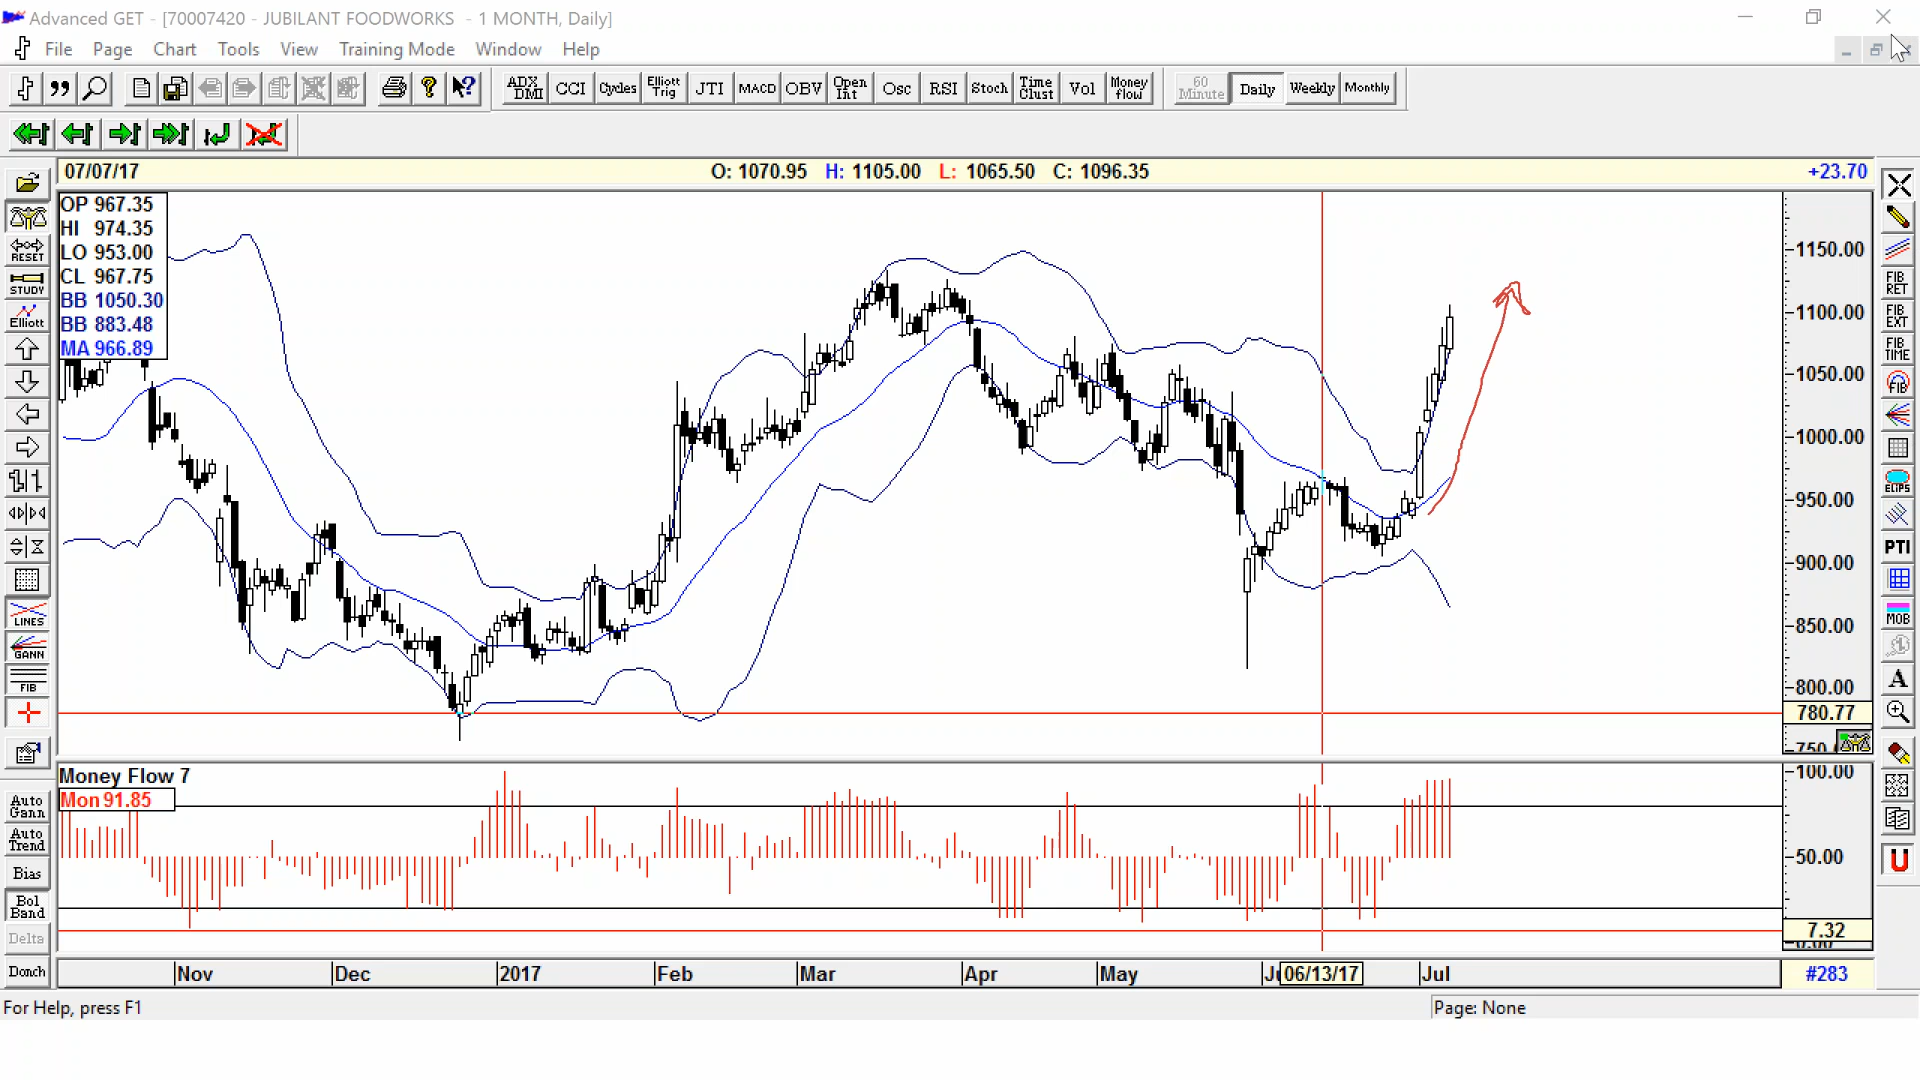 Advanced GET - [70007420 - JUBILANT FOODWORKS - 1 MONTH, Daily]
File Page Chart Tools View Training Mode Window Help
ADX DMI CCI Cycles Elliott Trig JTI MACD OBV Open Int Osc RSI Stoch Time Clust Vol Money flow 60 Minute Daily Weekly Monthly
07/07/17 O: 1070.95 H: 1105.00 L: 1065.50 C: 1096.35 +23.70
OP 967.35
HI 974.35
LO 953.00
CL 967.75
BB 1050.30
BB 883.48
MA 966.89
RESET
STUDY
Elliott
LINES
GANN
FIB
Auto Gann
Auto Trend
Bias
Bol Band
Delta
Donch
1150.00
1100.00
1050.00
1000.00
950.00
900.00
850.00
800.00
780.77
FIB RET
FIB EXT
FIB TIME
FIB
ELIPS
PTI
MOB
A
Money Flow 7
Mon 91.85
100.00
50.00
7.32
0.00
Nov Dec 2017 Feb Mar Apr May 06/13/17 Jul #283
For Help, press F1
Page: None